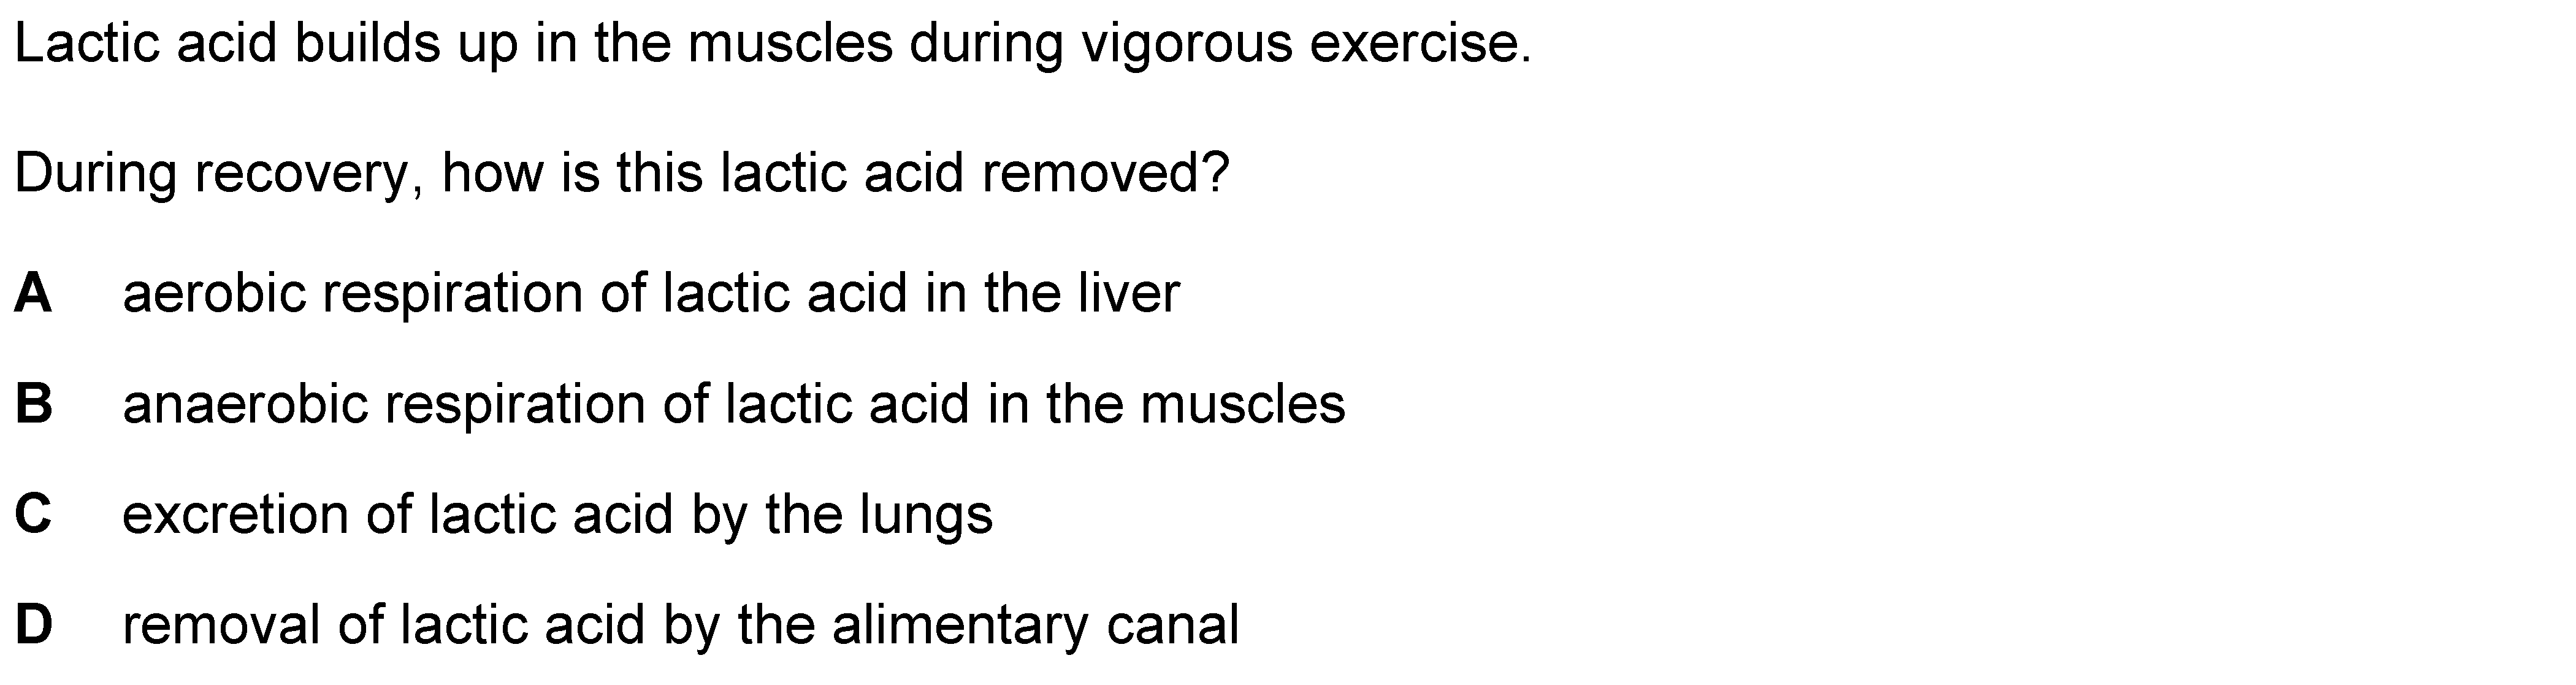 Lactic acid builds up in the muscles during vigorous exercise.
During recovery, how is this lactic acid removed?
A aerobic respiration of lactic acid in the liver
B anaerobic respiration of lactic acid in the muscles
C excretion of lactic acid by the lungs
D removal of lactic acid by the alimentary canal